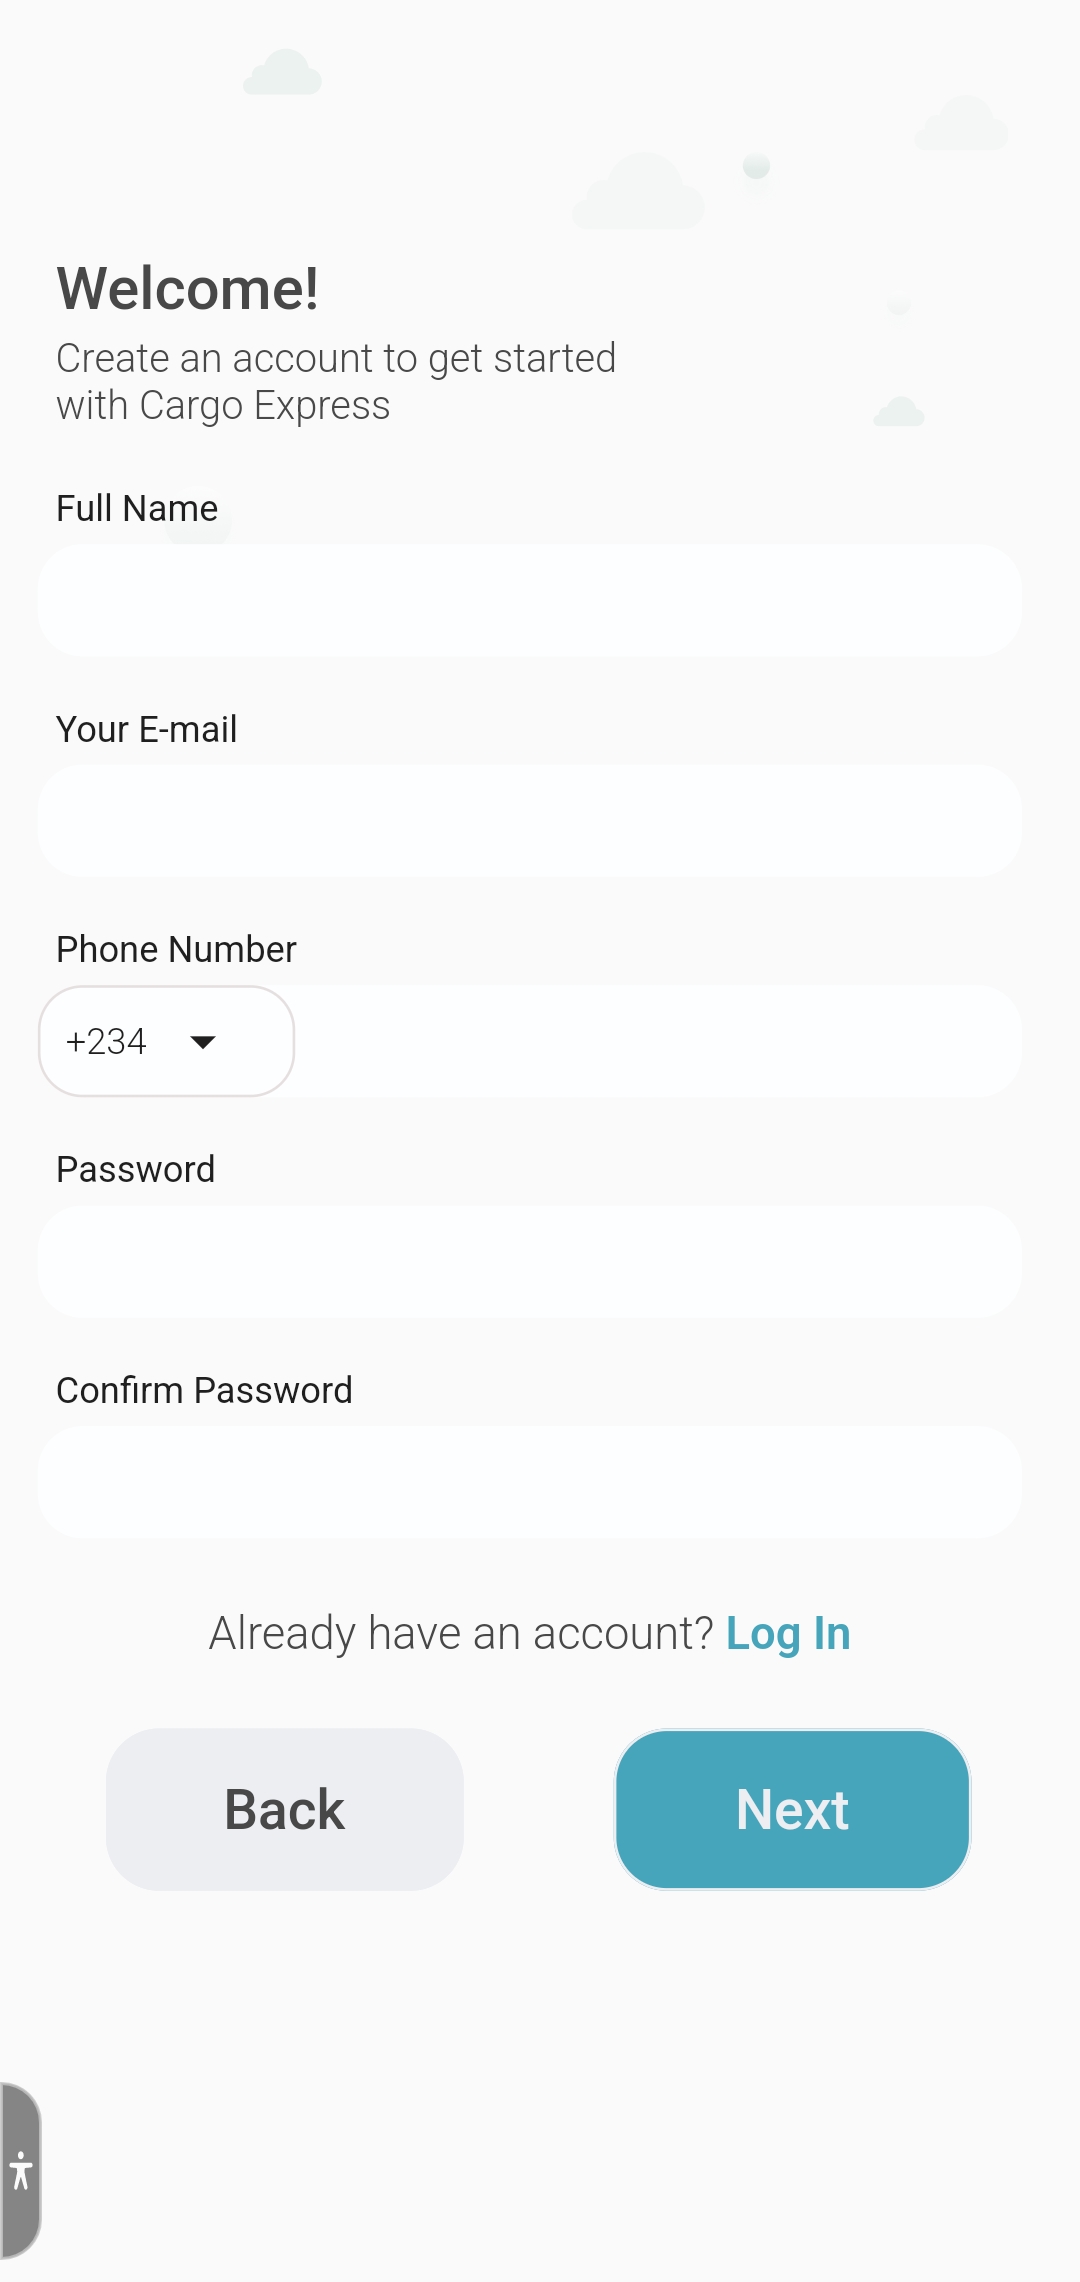 Welcome!
Create an account to get started
with Cargo Express
Full Name
Your E-mail
Phone Number
+234
Password
Confirm Password
Already have an account? Log In
Back
Next